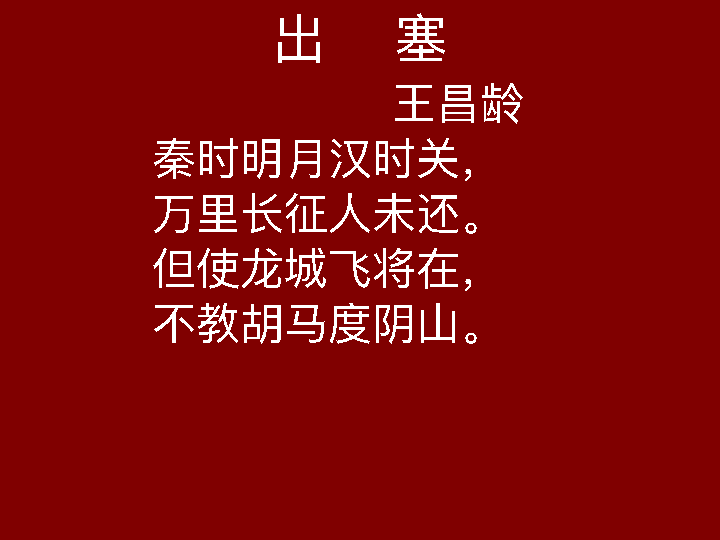 出 塞
王昌龄
秦时明月汉时关，
万里长征人未还。
但使龙城飞将在，
不教胡马度阴山。